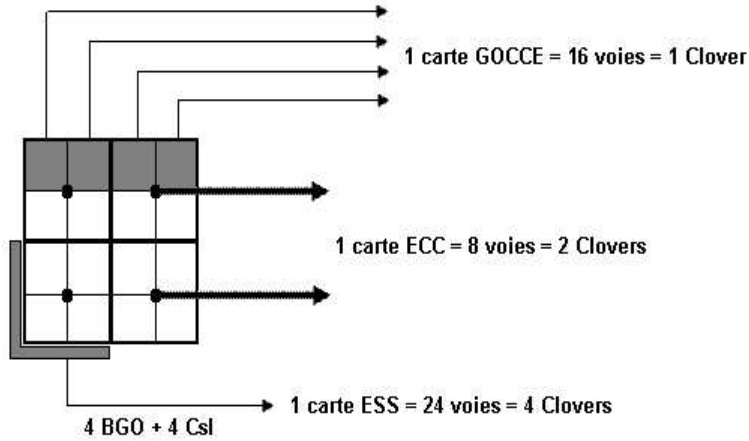 1 carte GOCCE = 16 voies = 1 Clover
1 carte ECC = 8 voies = 2 Clovers
1 carte ESS = 24 voies = 4 Clovers
4 BGO + 4 CsI